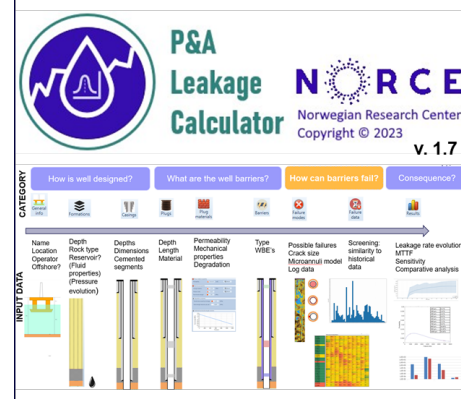 P&A
Leakage
Calculator
NORCE
Norwegian Research Center
Copyright © 2023
v. 1.7
CATEGORY
How is well designed?
What are the well barriers?
How can barriers fail?
Consequence?
General info
Formations
Casings
Plugs
Plug materials
Barriers
Failure modes
Failure data
Results
INPUT DATA
Name
Location
Operator
Offshore?
Depth
Rock type
Reservoir?
(Fluid
properties)
(Pressure
evolution)
Depths
Dimensions
Cemented
segments
Depth
Length
Material
Permeability
Mechanical
properties
Degradation
Type
WBE's
Possible failures
Crack size
Microannuli model
Log data
Screening:
similarity to
historical
data
Leakage rate evolution
MTTF
Sensitivity
Comparative analysis